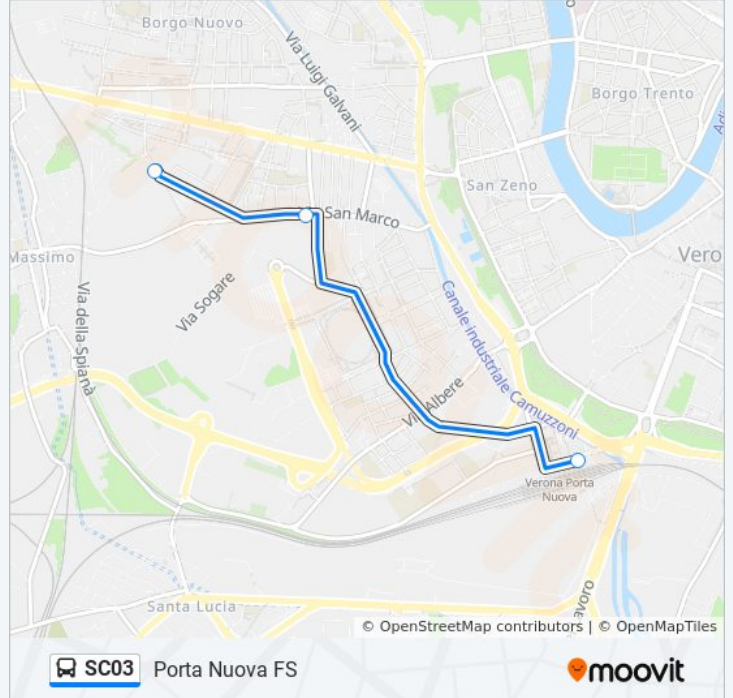 Borgo Nuovo
Via Luigi Galvani
Borgo Trento
San Zeno
San Marco
Massimo
Vero
Via Sogare
Via della Spianà
Canale industriale Camuzzoni
Via Albere
Verona Porta
Nuova
Santa Lucia
avoro
© OpenStreetMap contributors | © OpenMapTiles
SC03 Porta Nuova FS
moovit